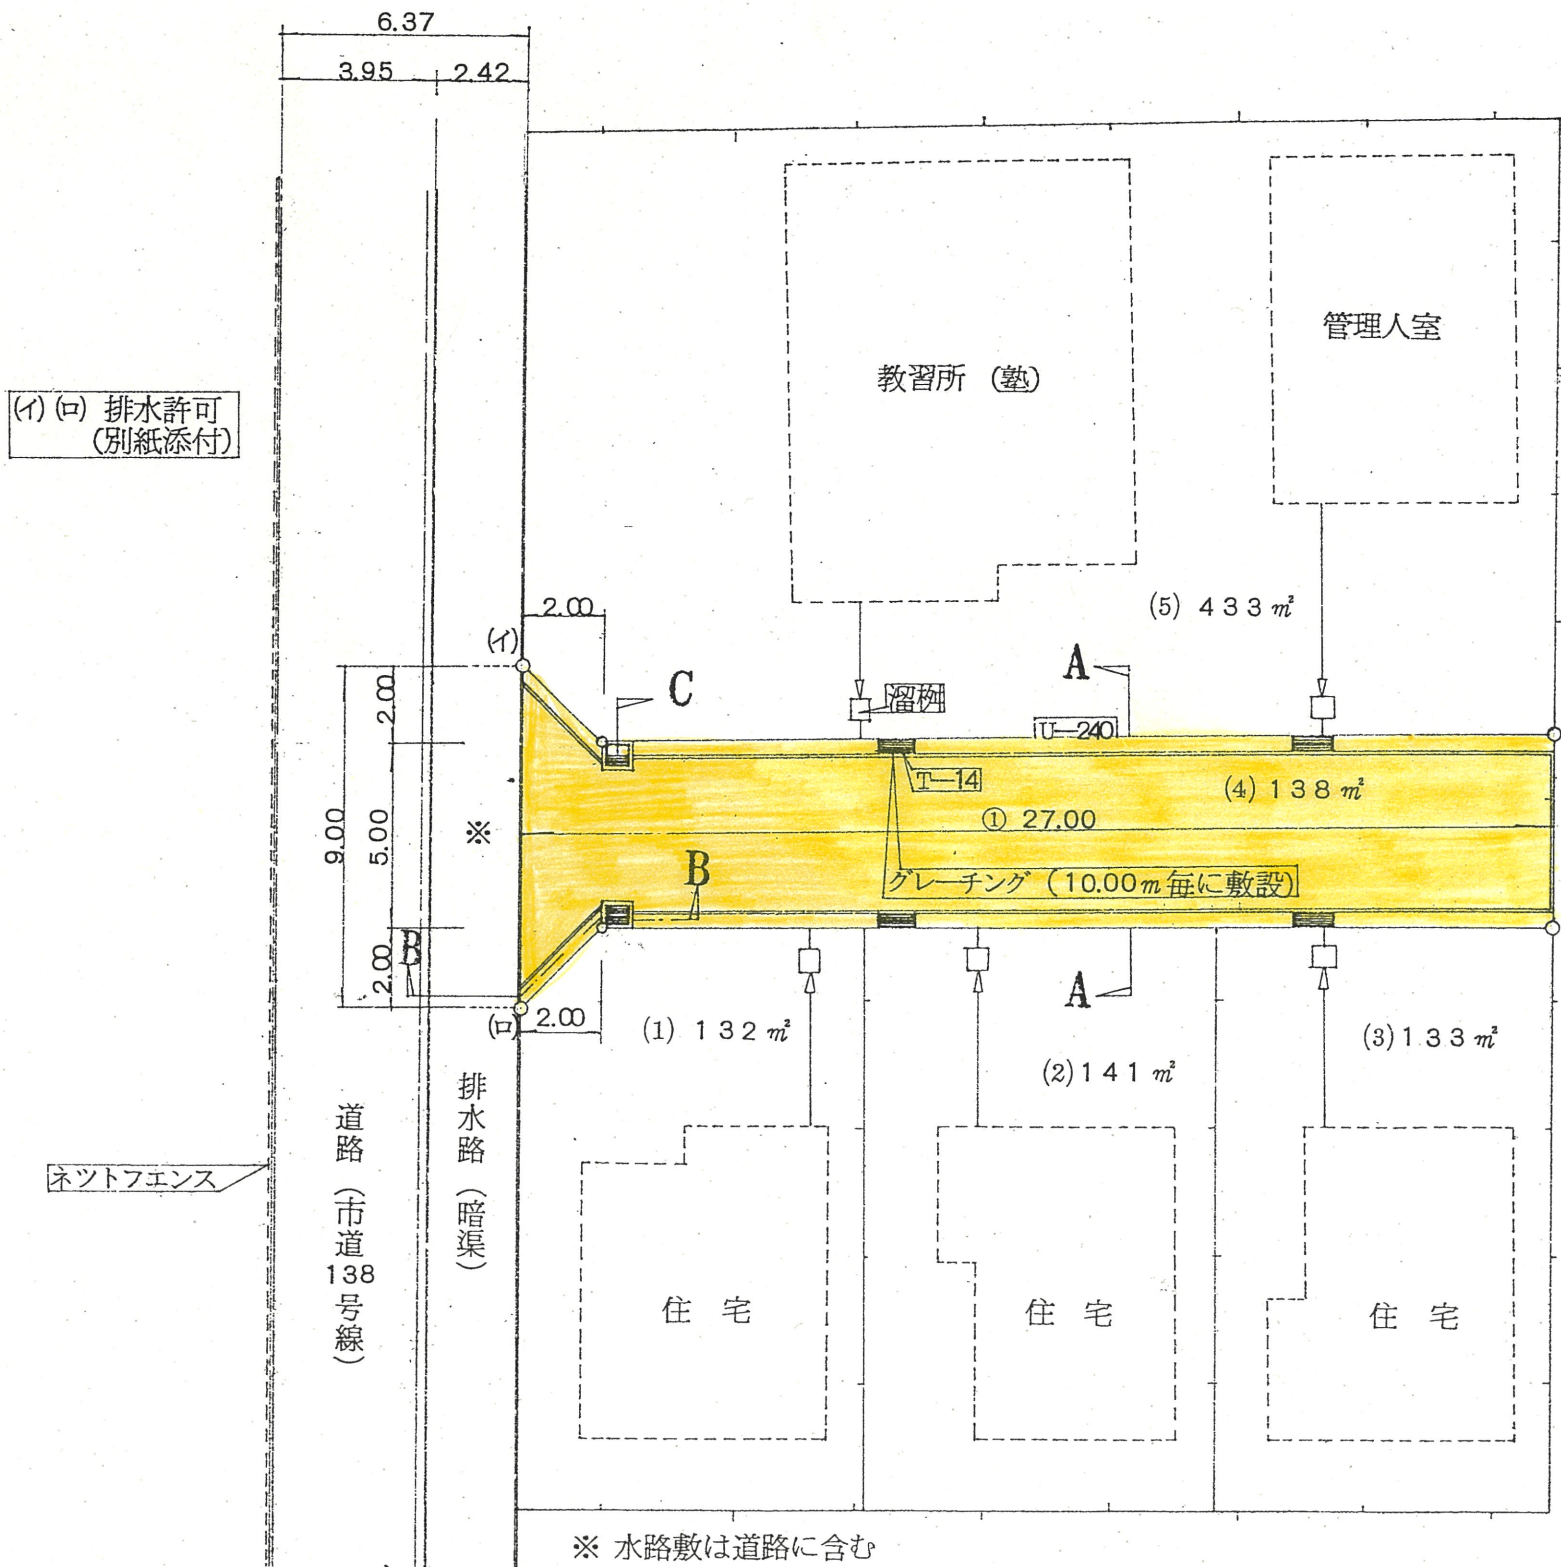 6.37
3.95
2.42
管理人室
教習所 (塾)
(イ)(ロ) 排水許可
(別紙添付)
(5) 433㎡
2.00
(イ)
A
C
溜桝
2.00
U—240
T—14
(4) 138㎡
① 27.00
9.00
5.00
※
グレーチング (10.00m毎に敷設)
B
B
2.00
A
(ロ)
2.00
(1) 132㎡
(2) 141㎡
(3) 133㎡
道路(市道138号線)
排水路(暗渠)
ネツトフエンス
住 宅
住 宅
住 宅
※ 水路敷は道路に含む